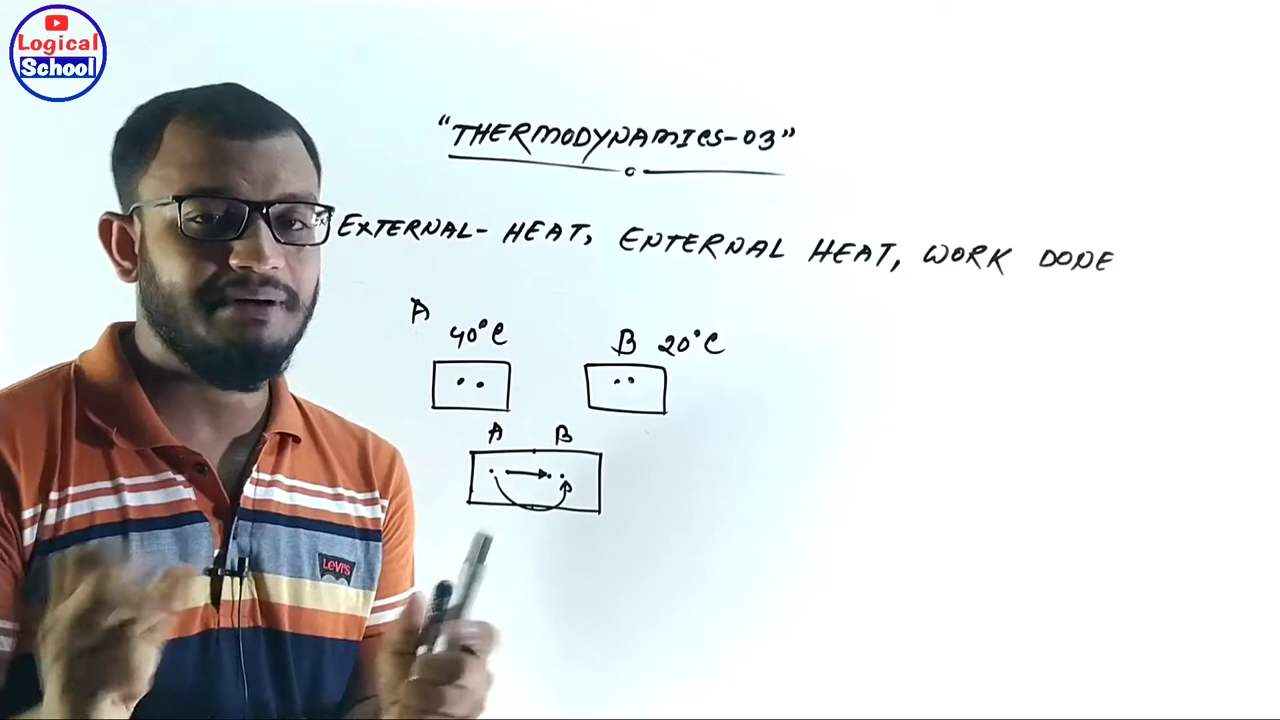 Logical
School
"THERMODYNAMICS-03"
EXTERNAL- HEAT, ENTERNAL HEAT, WORK DONE
A
40°C
B 20°C
A B
LEVI'S